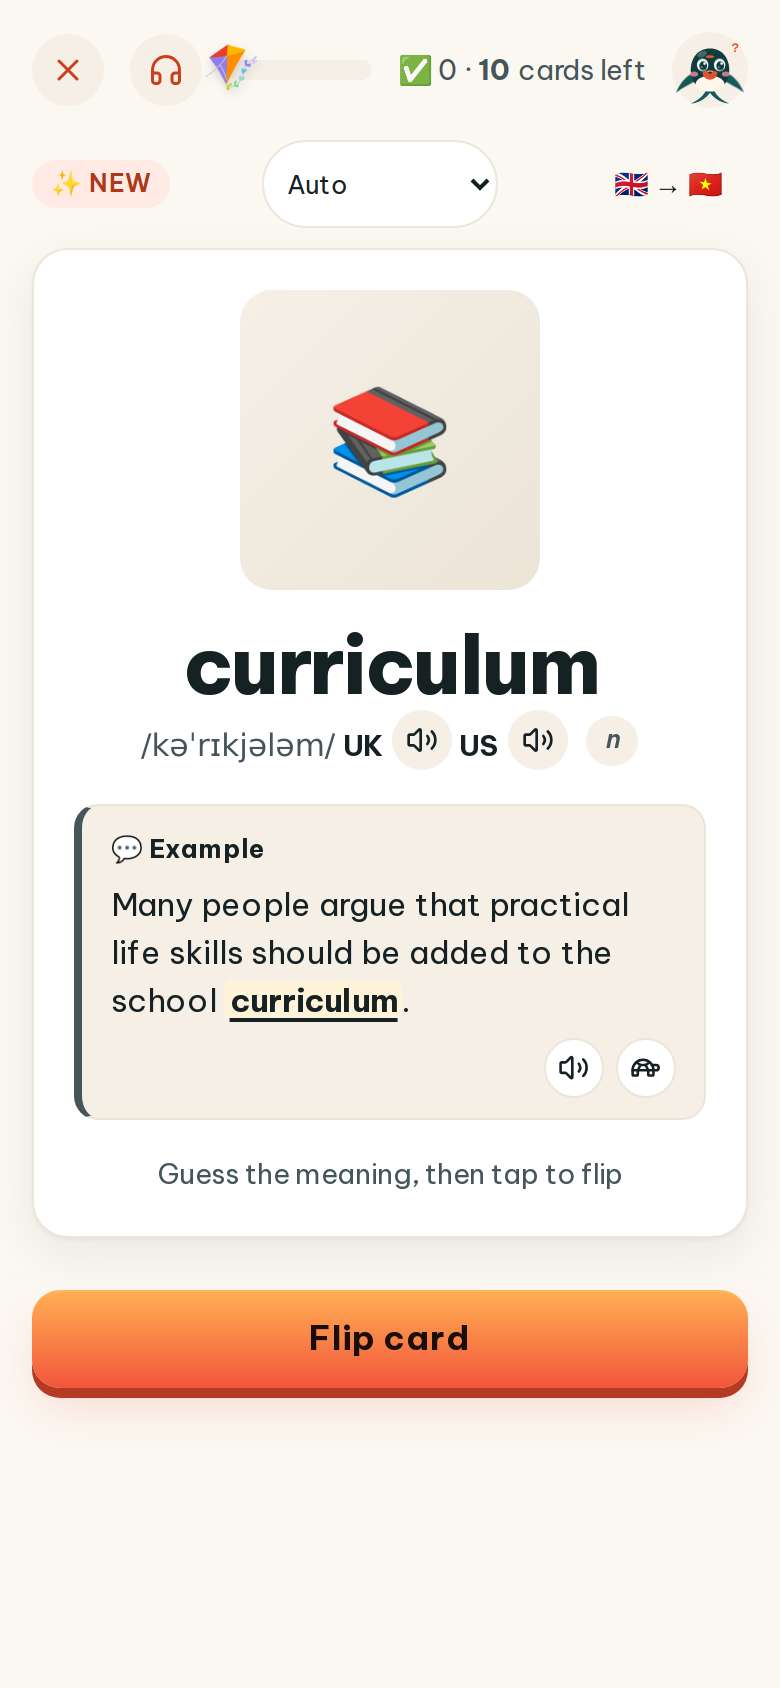 ✅ 0 · 10 cards left
?
✨ NEW
Auto
🇬🇧 → 🇻🇳
curriculum
/kəˈrɪkjələm/ UK US n
💬 Example
Many people argue that practical
life skills should be added to the
school curriculum.
Guess the meaning, then tap to flip
Flip card